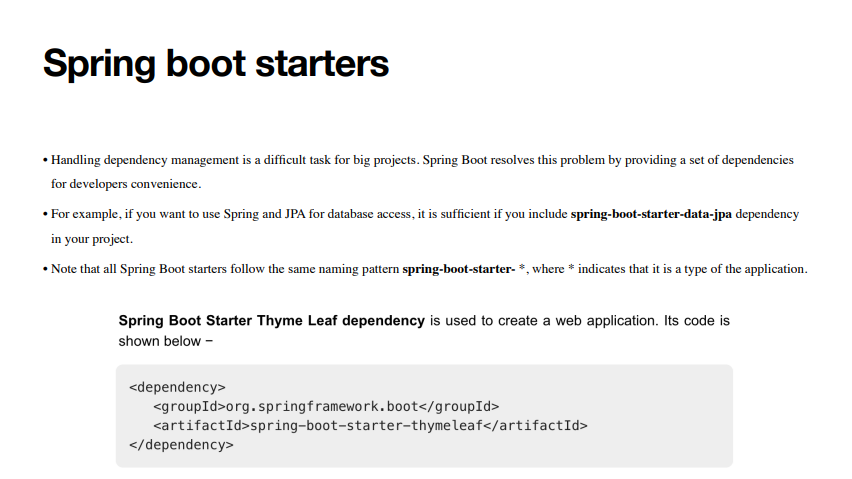 Spring boot starters
• Handling dependency management is a difficult task for big projects. Spring Boot resolves this problem by providing a set of dependencies
for developers convenience.
• For example, if you want to use Spring and JPA for database access, it is sufficient if you include spring-boot-starter-data-jpa dependency
in your project.
• Note that all Spring Boot starters follow the same naming pattern spring-boot-starter- *, where * indicates that it is a type of the application.
Spring Boot Starter Thyme Leaf dependency is used to create a web application. Its code is
shown below −
<dependency>
   <groupId>org.springframework.boot</groupId>
   <artifactId>spring-boot-starter-thymeleaf</artifactId>
</dependency>